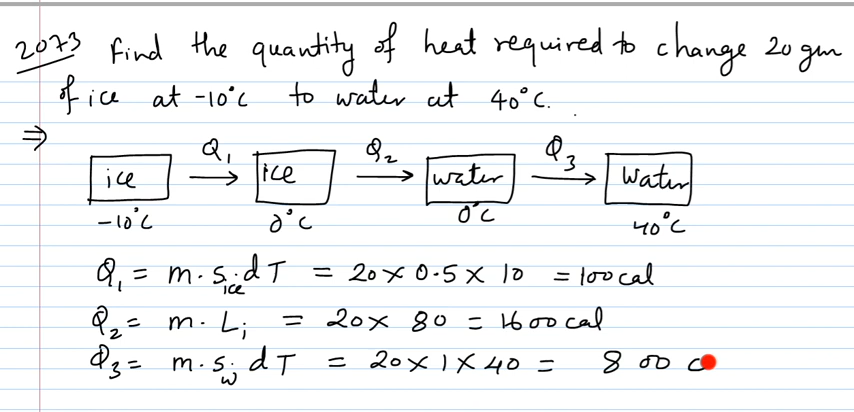 2073 Find the quantity of heat required to change 20 gm
of ice at -10°C to water at 40°C.
⇒
Q₁ Q₂ Q₃
ice → ice → water → Water
-10°C 0°C 0°C 40°C
Q₁ = m. s_ice. dT = 20 × 0.5 × 10 = 100 cal
Q₂ = m. Lᵢ = 20 × 80 = 1600 cal
Q₃ = m. s_w. dT = 20 × 1 × 40 = 800 c